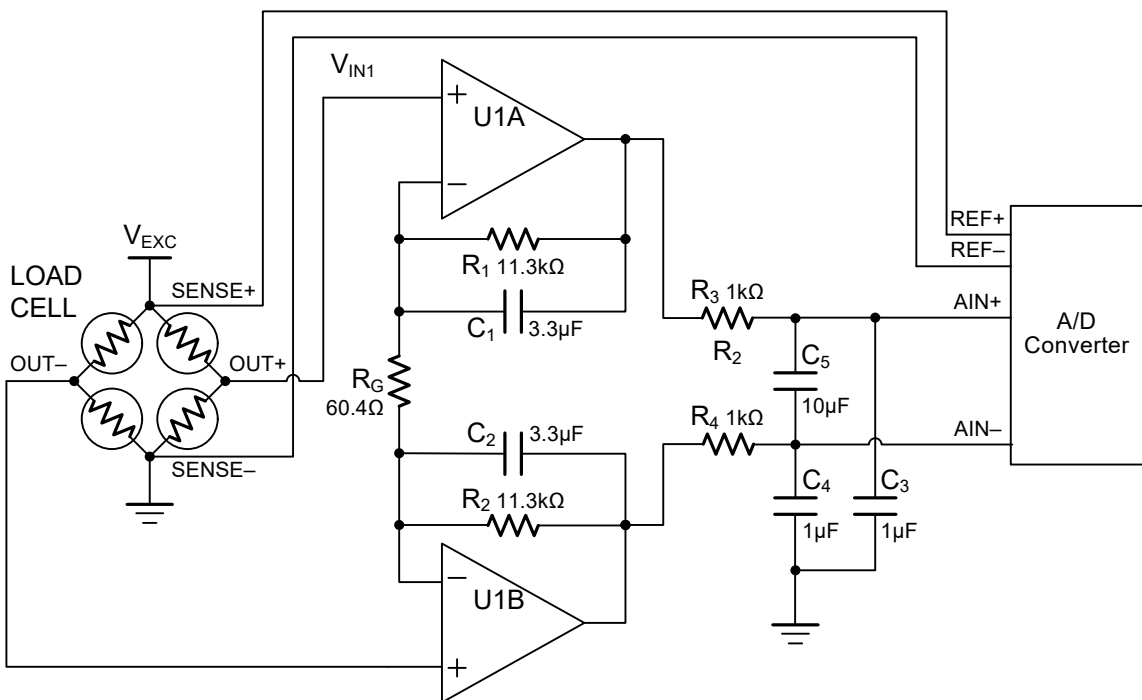 V_IN1
+
U1A
−
REF+
REF–
V_EXC
LOAD
CELL
SENSE+
R1 11.3kΩ
R3 1kΩ
AIN+
A/D
Converter
C1 3.3µF
R2
OUT– OUT+
C5
RG
60.4Ω
10µF
R4 1kΩ
C2 3.3µF
AIN–
SENSE–
R2 11.3kΩ
C4 C3
1µF 1µF
−
U1B
+